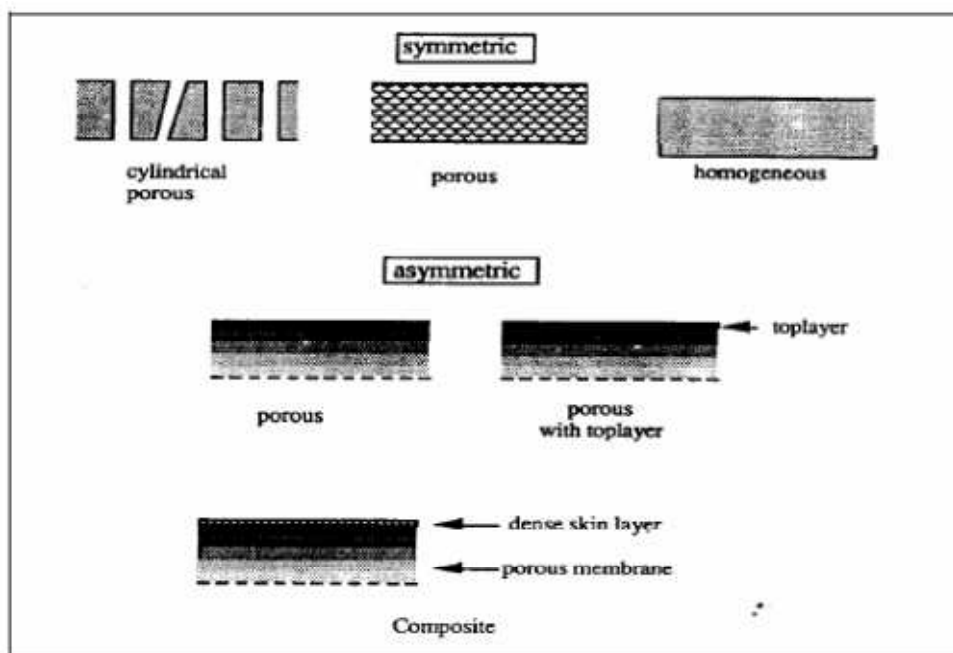 symmetric
cylindrical
porous
porous
homogeneous
asymmetric
toplayer
porous
porous
with toplayer
dense skin layer
porous membrane
Composite